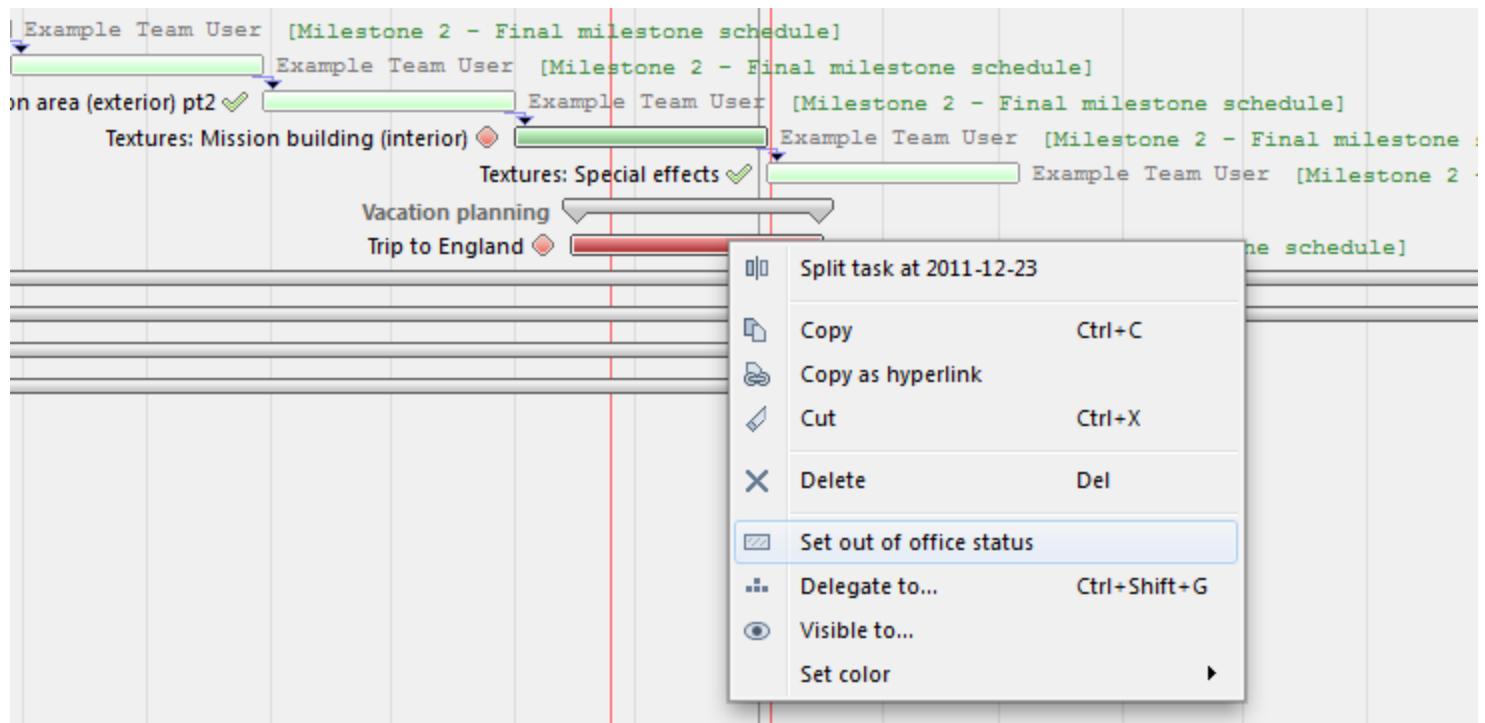 Example Team User [Milestone 2 - Final milestone schedule]
Example Team User [Milestone 2 - Final milestone schedule]
on area (exterior) pt2 Example Team User [Milestone 2 - Final milestone schedule]
Textures: Mission building (interior) Example Team User [Milestone 2 - Final milestone
Textures: Special effects Example Team User [Milestone 2
Vacation planning
Trip to England ne schedule]
Split task at 2011-12-23
Copy Ctrl+C
Copy as hyperlink
Cut Ctrl+X
Delete Del
Set out of office status
Delegate to... Ctrl+Shift+G
Visible to...
Set color